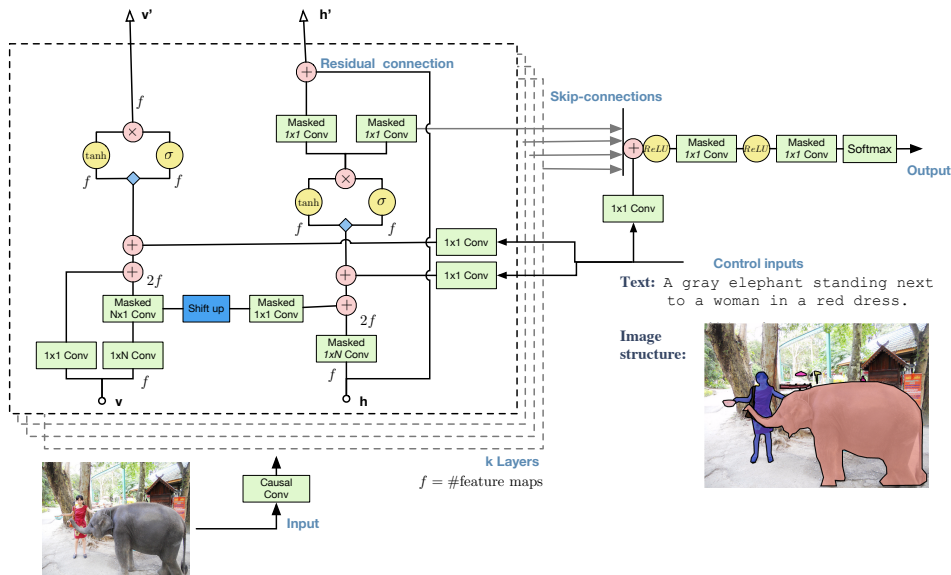 v'
h'
Residual connection
f
×
tanh
σ
f
f
+
Masked
1x1 Conv
Masked
1x1 Conv
×
tanh
σ
f
f
Skip-connections
+
ReLU
Masked
1x1 Conv
ReLU
Masked
1x1 Conv
Softmax
Output
1x1 Conv
+
+
2f
1x1 Conv
1x1 Conv
+
+
2f
Masked
Nx1 Conv
Shift up
Masked
1x1 Conv
Masked
1xN Conv
1x1 Conv
1xN Conv
f
f
v
h
Control inputs
Text: A gray elephant standing next
to a woman in a red dress.
Image
structure:
k Layers
f = #feature maps
Causal
Conv
Input